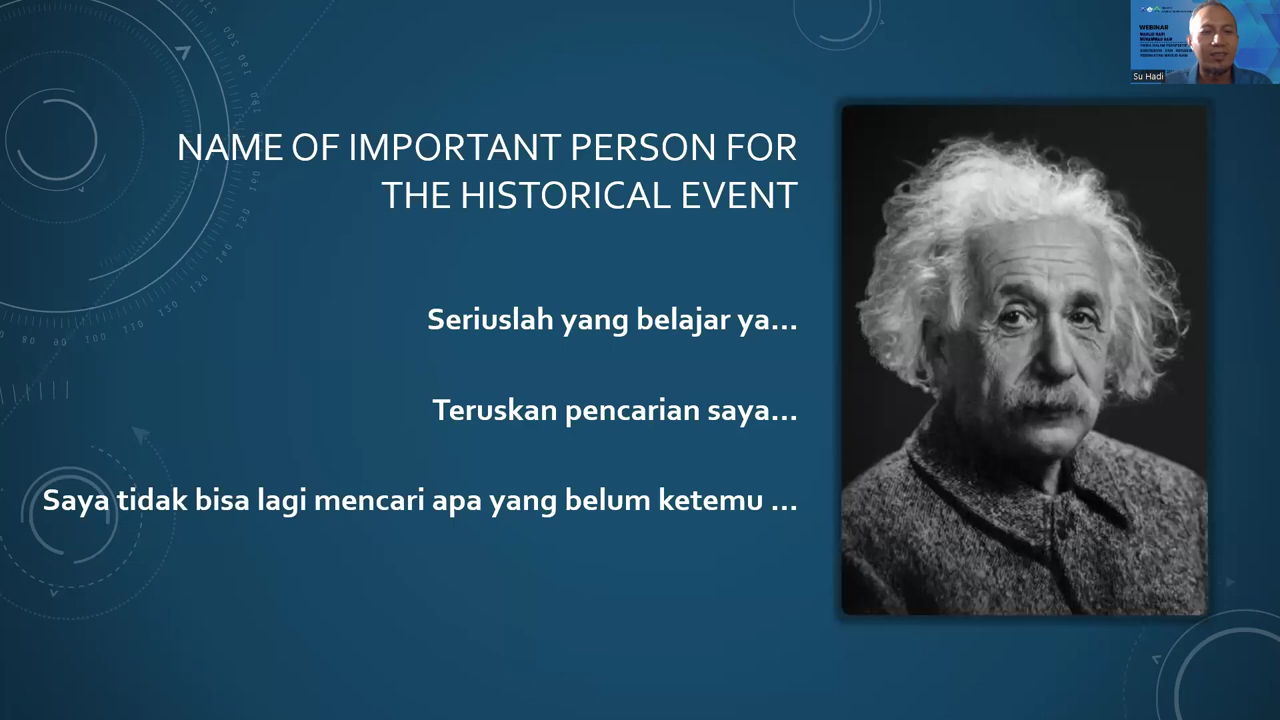 NAME OF IMPORTANT PERSON FOR
THE HISTORICAL EVENT
Seriuslah yang belajar ya...
Teruskan pencarian saya...
Saya tidak bisa lagi mencari apa yang belum ketemu ...
WEBINAR
Su Hadi